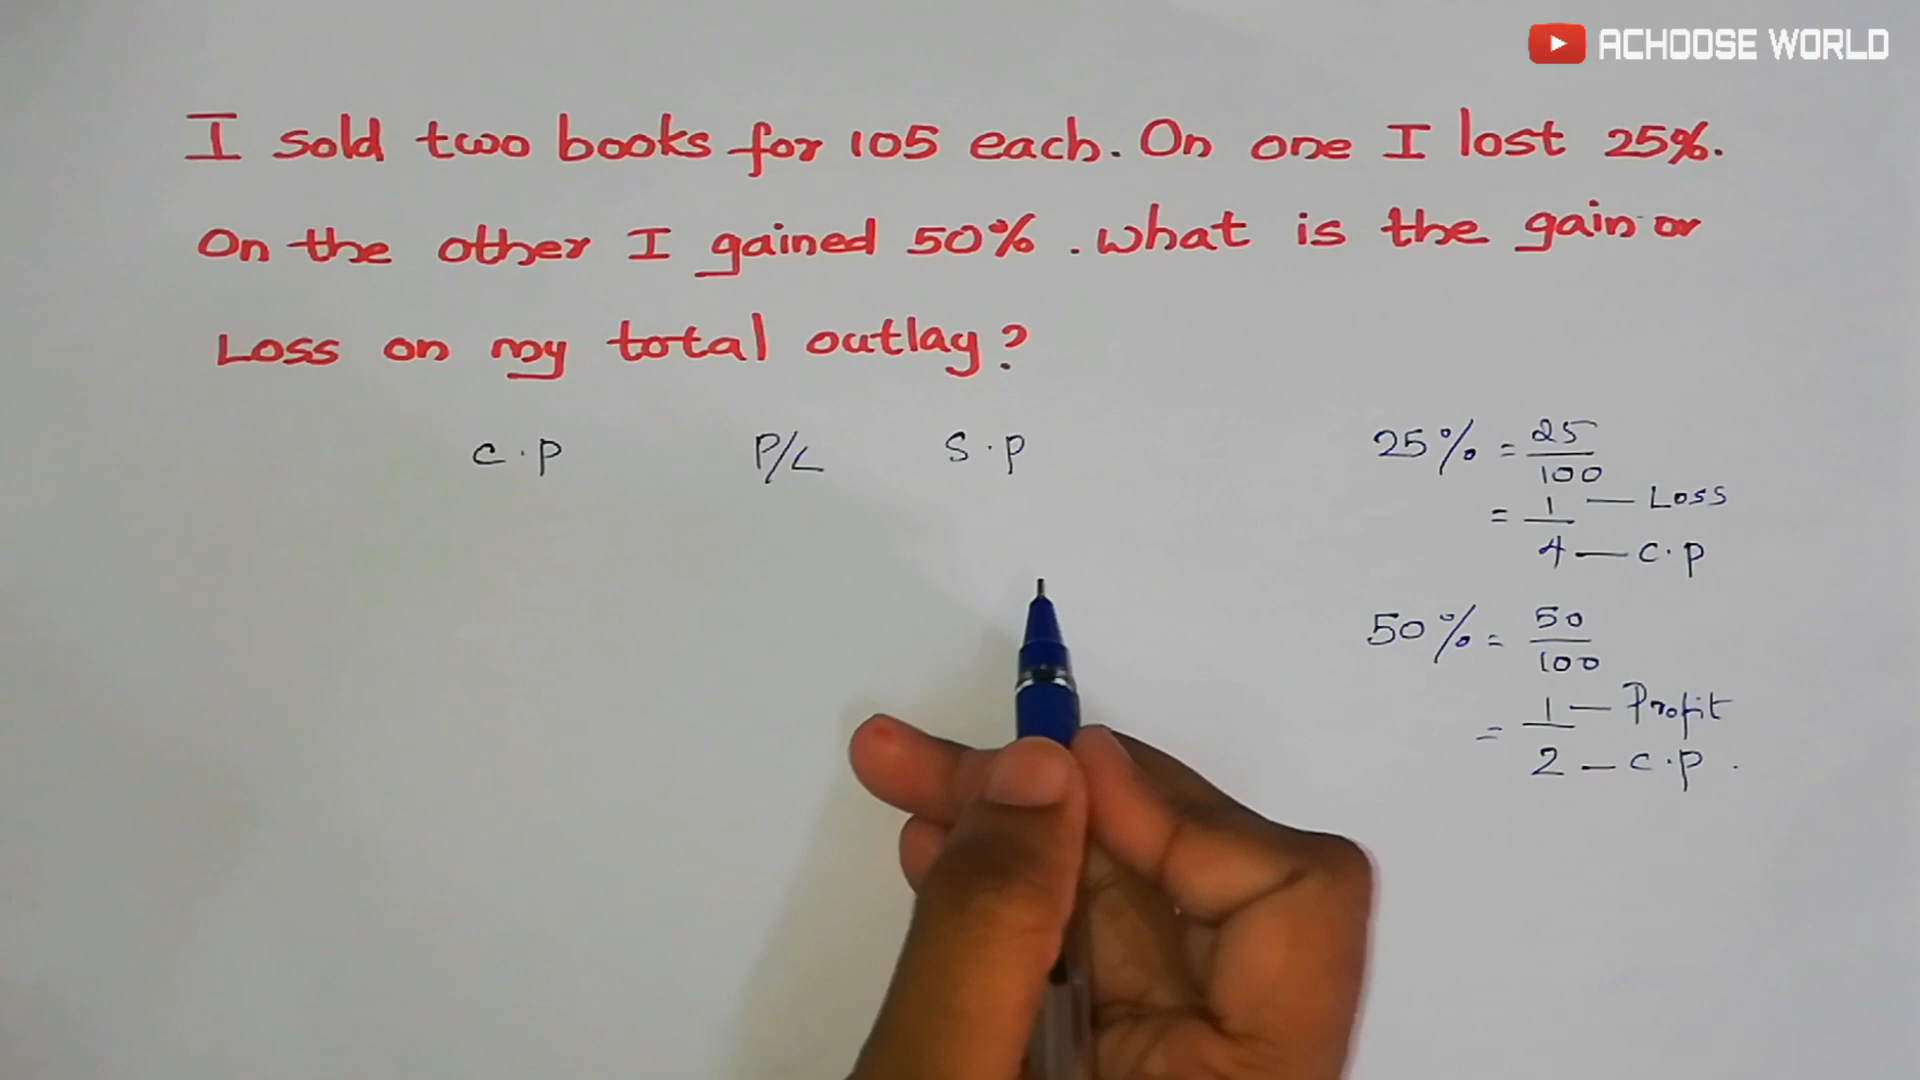 ACHOOSE WORLD
I sold two books for 105 each. On one I lost 25%.
On the other I gained 50%. what is the gain or
Loss on my total outlay?
C.P P/L S.P
25% = 25/100
= 1/4 — Loss
— C.P
50% = 50/100
= 1/2 — Profit
— C.P.